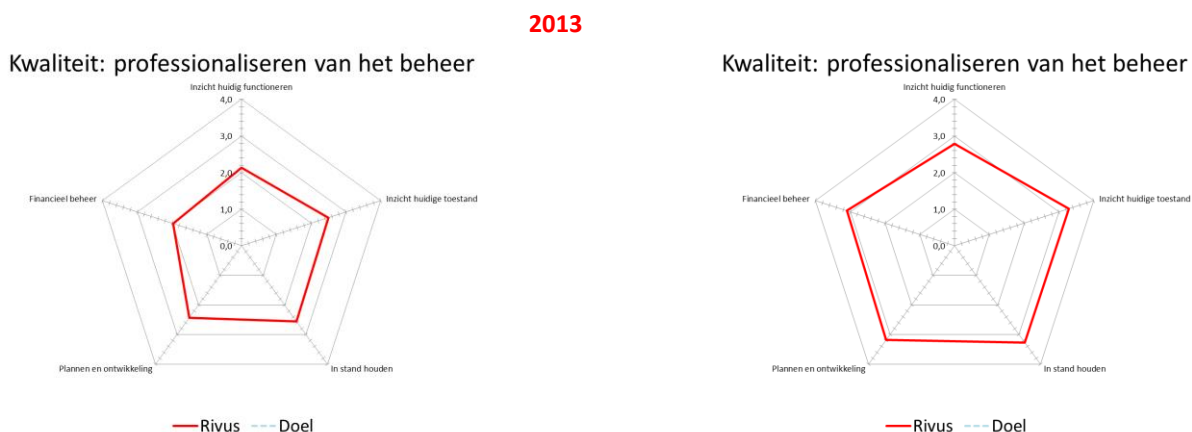 2013
Kwaliteit: professionaliseren van het beheer
Inzicht huidig functioneren
4,0
3,0
2,0
1,0
0,0
Financieel beheer
Inzicht huidige toestand
Plannen en ontwikkeling
In stand houden
Rivus Doel
Kwaliteit: professionaliseren van het beheer
Inzicht huidig functioneren
4,0
3,0
2,0
1,0
0,0
Financieel beheer
Inzicht huidige toestand
Plannen en ontwikkeling
In stand houden
Rivus Doel